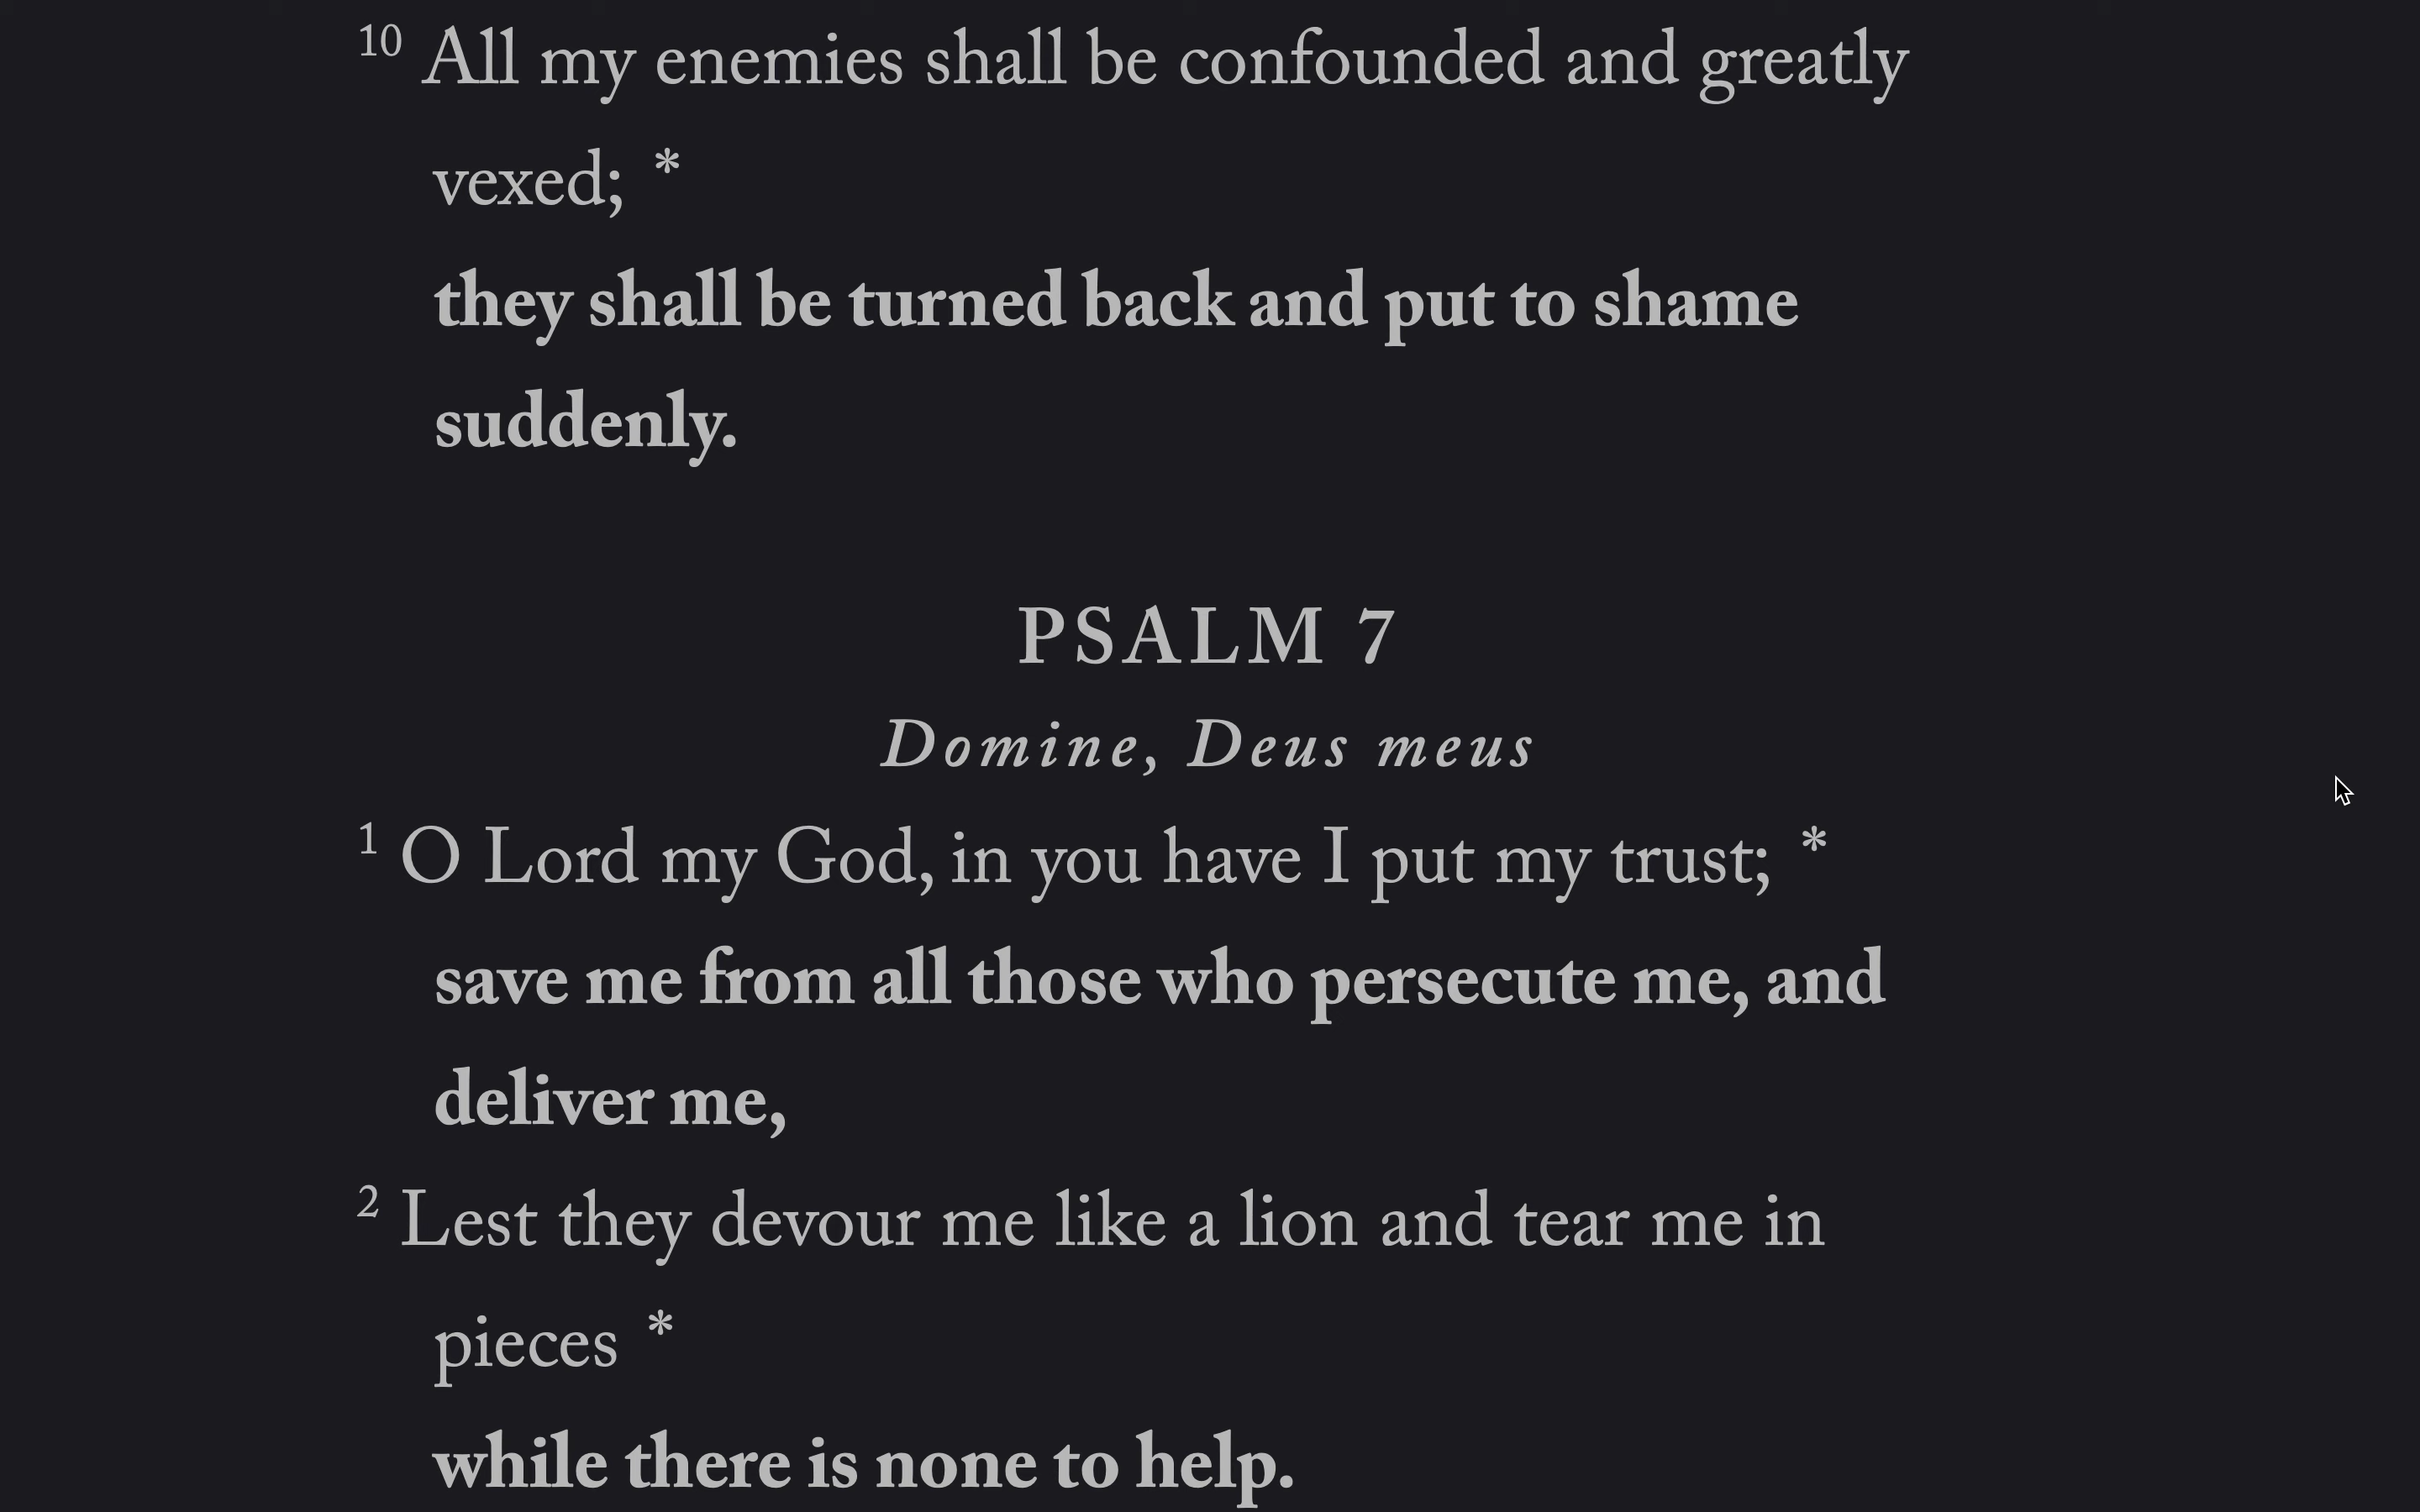 10 All my enemies shall be confounded and greatly
vexed; *
they shall be turned back and put to shame
suddenly.
PSALM 7
Domine, Deus meus
1 O Lord my God, in you have I put my trust; *
save me from all those who persecute me, and
deliver me,
2 Lest they devour me like a lion and tear me in
pieces *
while there is none to help.